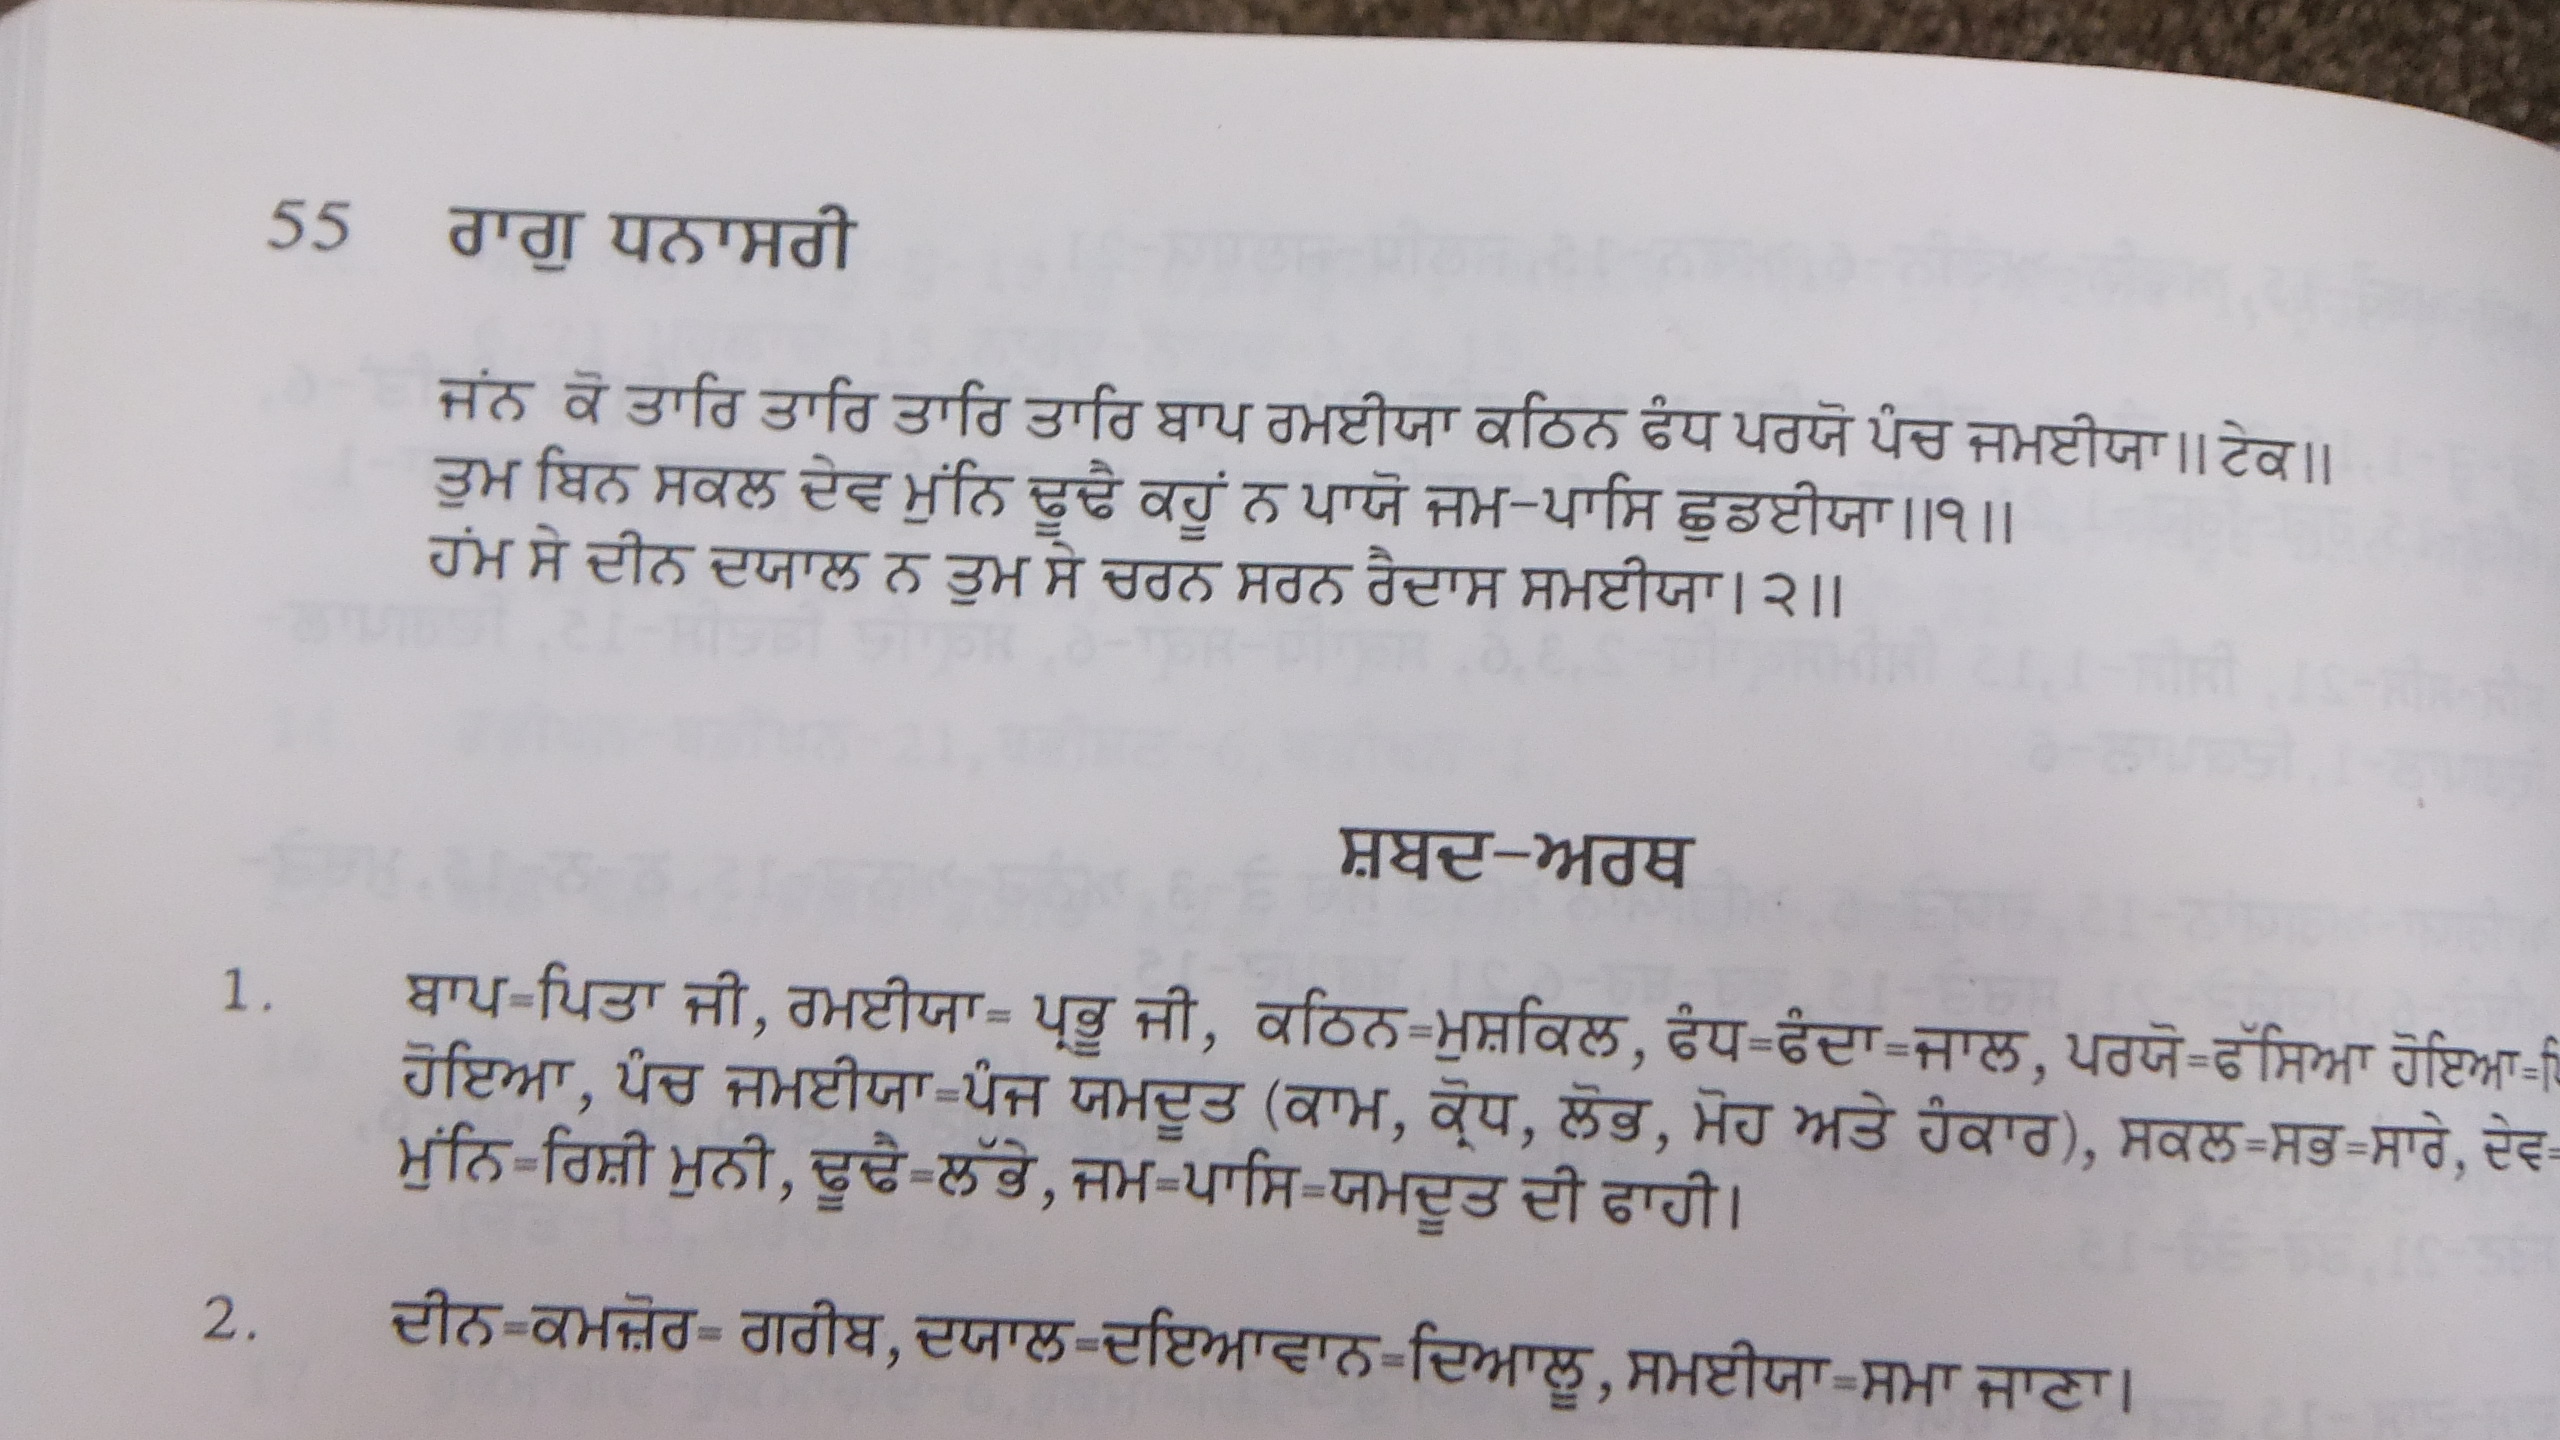 55 ਰਾਗੁ ਧਨਾਸਰੀ
ਜਂਨ ਕੋ ਤਾਰਿ ਤਾਰਿ ਤਾਰਿ ਤਾਰਿ ਬਾਪ ਰਮਈਯਾ ਕਠਿਨ ਫੰਧ ਪਰਯੋ ਪੰਚ ਜਮਈਯਾ॥ ਟੇਕ॥
ਤੁਮ ਬਿਨ ਸਕਲ ਦੇਵ ਮੁੰਨਿ ਢੂਢੈ ਕਹੂੰ ਨ ਪਾਯੋ ਜਮ-ਪਾਸਿ ਛੁਡਈਯਾ॥੧॥
ਹੰਮ ਸੇ ਦੀਨ ਦਯਾਲ ਨ ਤੁਮ ਸੇ ਚਰਨ ਸਰਨ ਰੈਦਾਸ ਸਮਈਯਾ। ੨॥
ਸ਼ਬਦ-ਅਰਥ
1. ਬਾਪ=ਪਿਤਾ ਜੀ, ਰਮਈਯਾ= ਪ੍ਰਭੂ ਜੀ, ਕਠਿਨ=ਮੁਸ਼ਕਿਲ, ਫੰਧ=ਫੰਦਾ=ਜਾਲ, ਪਰਯੋ=ਫੱਸਿਆ ਹੋਇਆ=
ਹੋਇਆ, ਪੰਚ ਜਮਈਯਾ=ਪੰਜ ਯਮਦੂਤ (ਕਾਮ, ਕ੍ਰੋਧ, ਲੋਭ, ਮੋਹ ਅਤੇ ਹੰਕਾਰ), ਸਕਲ=ਸਭ=ਸਾਰੇ, ਦੇਵ=
ਮੁੰਨਿ=ਰਿਸ਼ੀ ਮੁਨੀ, ਢੂਢੈ=ਲੱਭੇ, ਜਮ=ਪਾਸਿ=ਯਮਦੂਤ ਦੀ ਫਾਹੀ।
2. ਦੀਨ=ਕਮਜ਼ੋਰ= ਗਰੀਬ, ਦਯਾਲ=ਦਇਆਵਾਨ=ਦਿਆਲੂ, ਸਮਈਯਾ=ਸਮਾ ਜਾਣਾ।